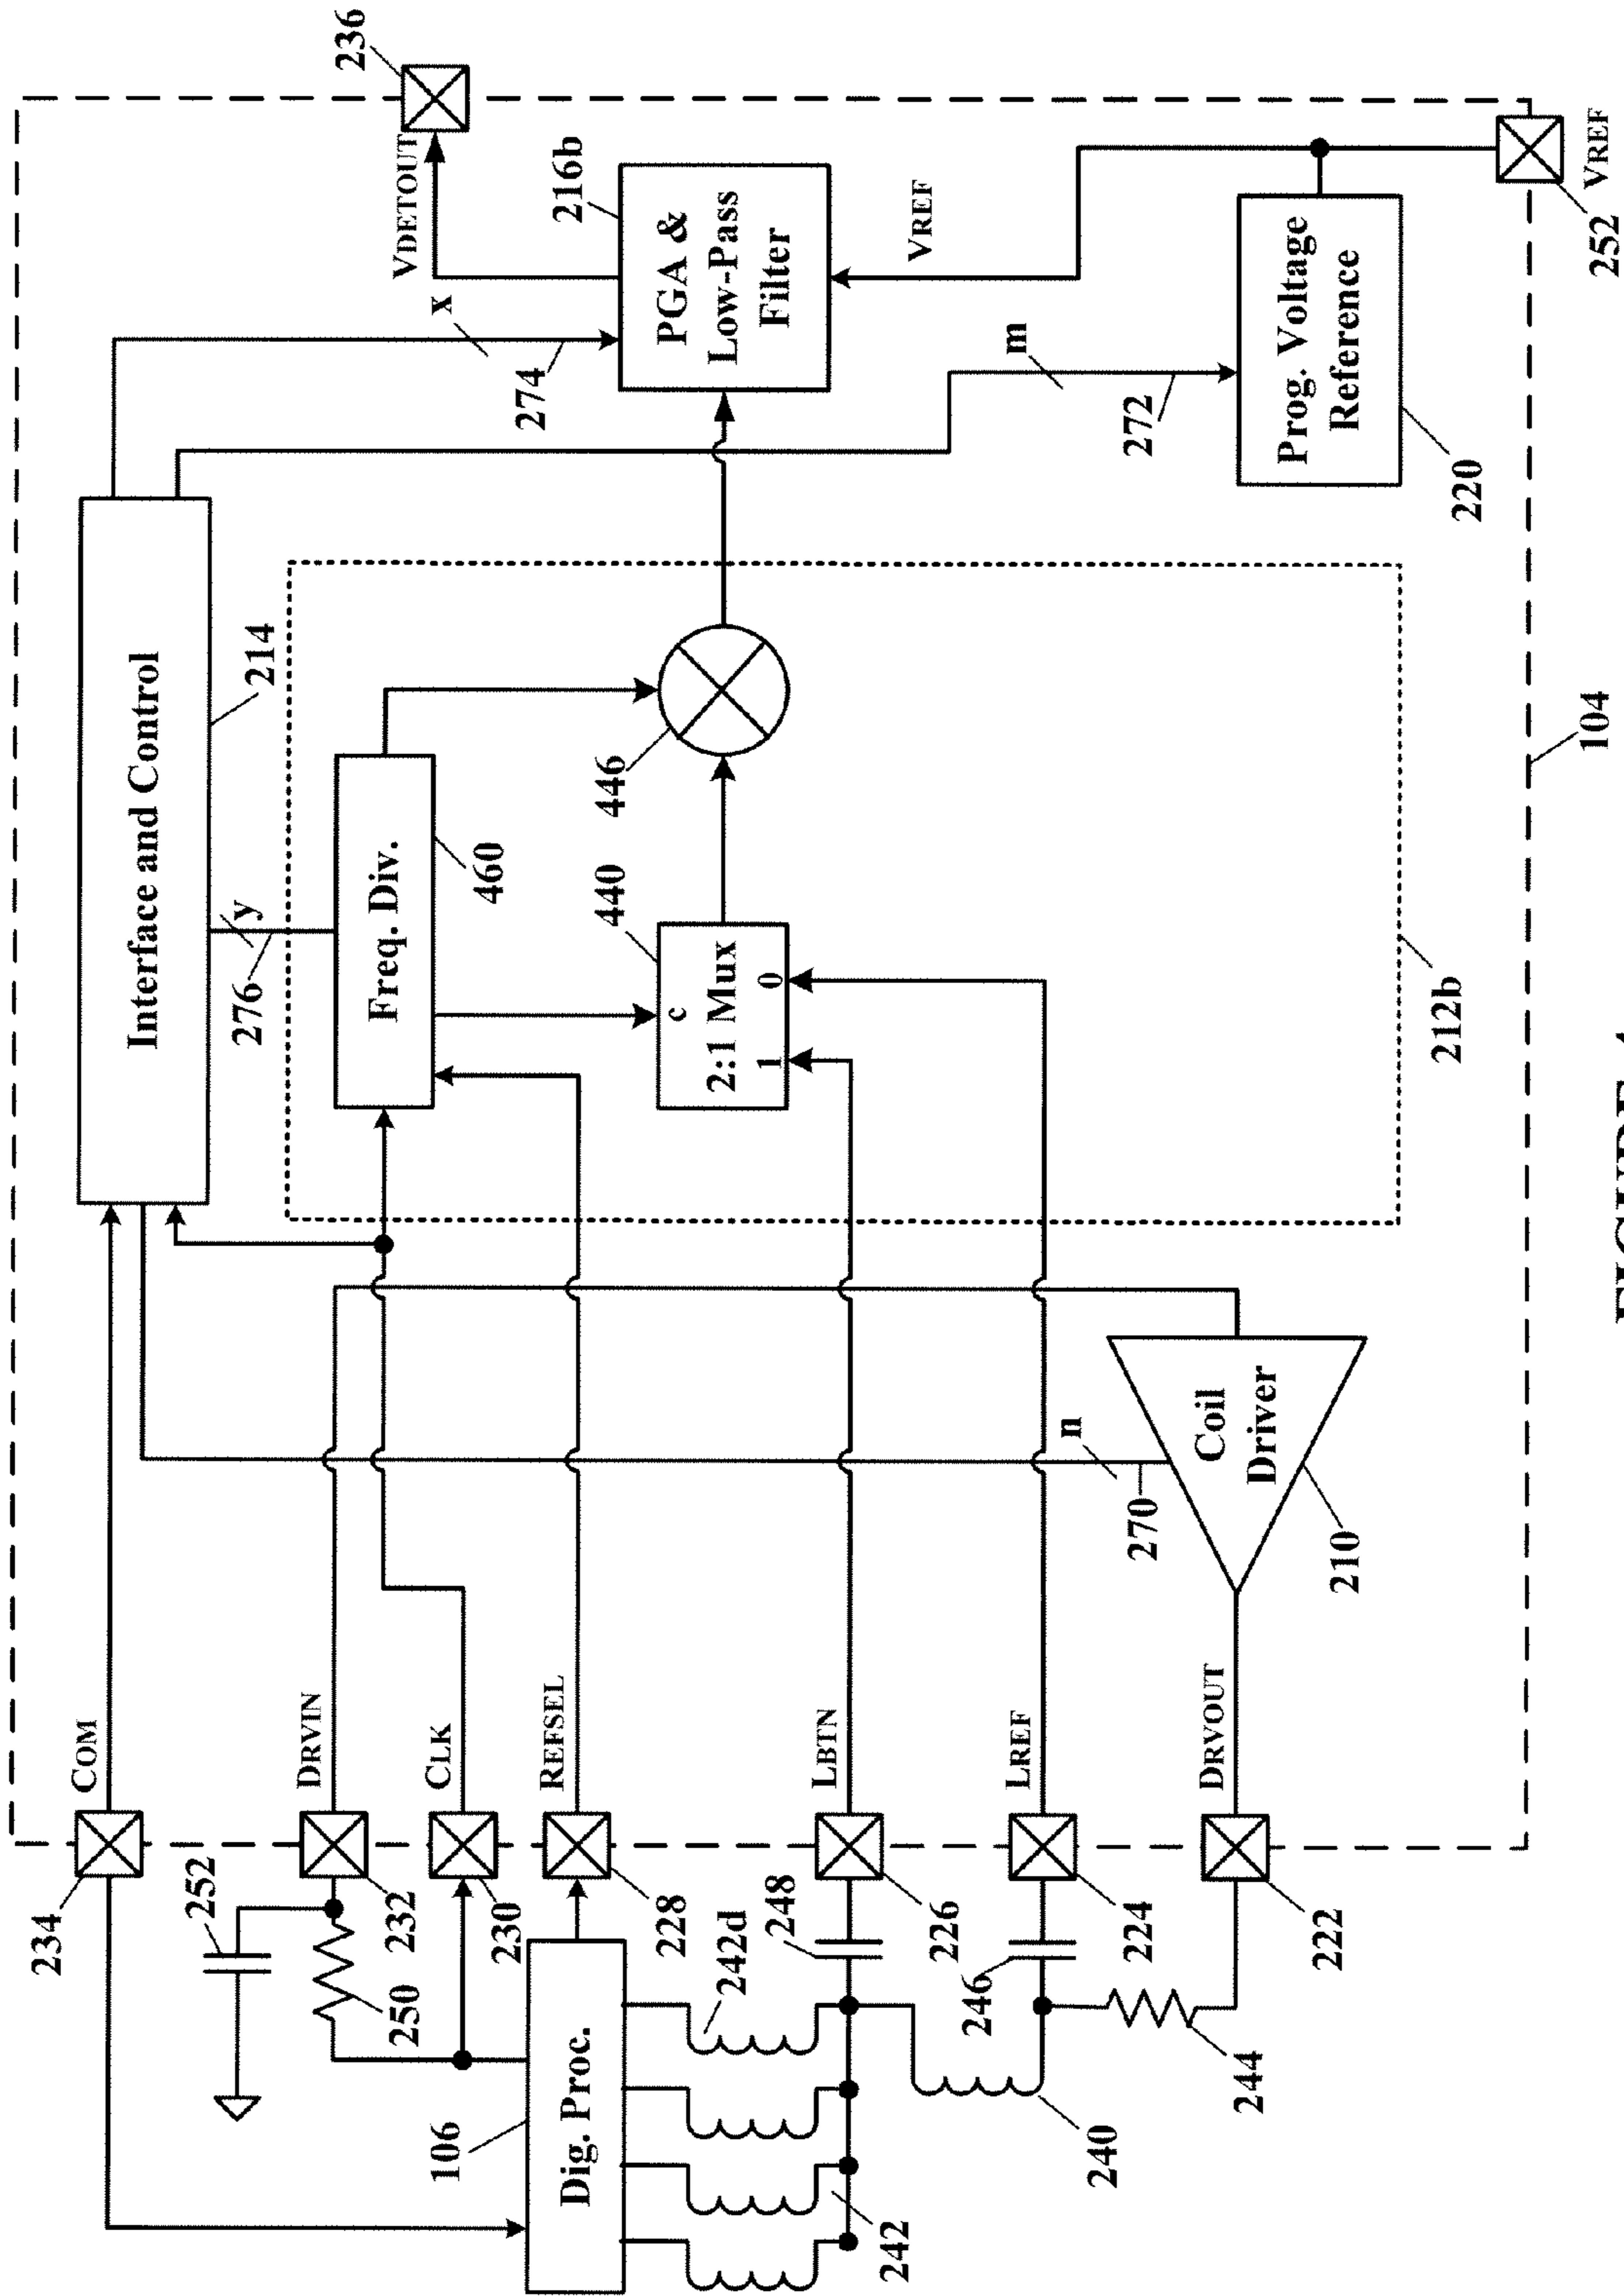 COM
DRVIN
CLK
REFSEL
LBTN
LREF
DRVOUT
234
252
232
250
230
228
106
Dig. Proc.
242d
248
226
242
246
224
240
244
222
Interface and Control
214
276
y
Freq. Div.
460
440
c
2:1 Mux
1 0
446
212b
n
270
Coil
Driver
210
x
274
m
272
VDETOUT
236
216b
PGA &
Low-Pass
Filter
VREF
Prog. Voltage
Reference
220
252
VREF
104